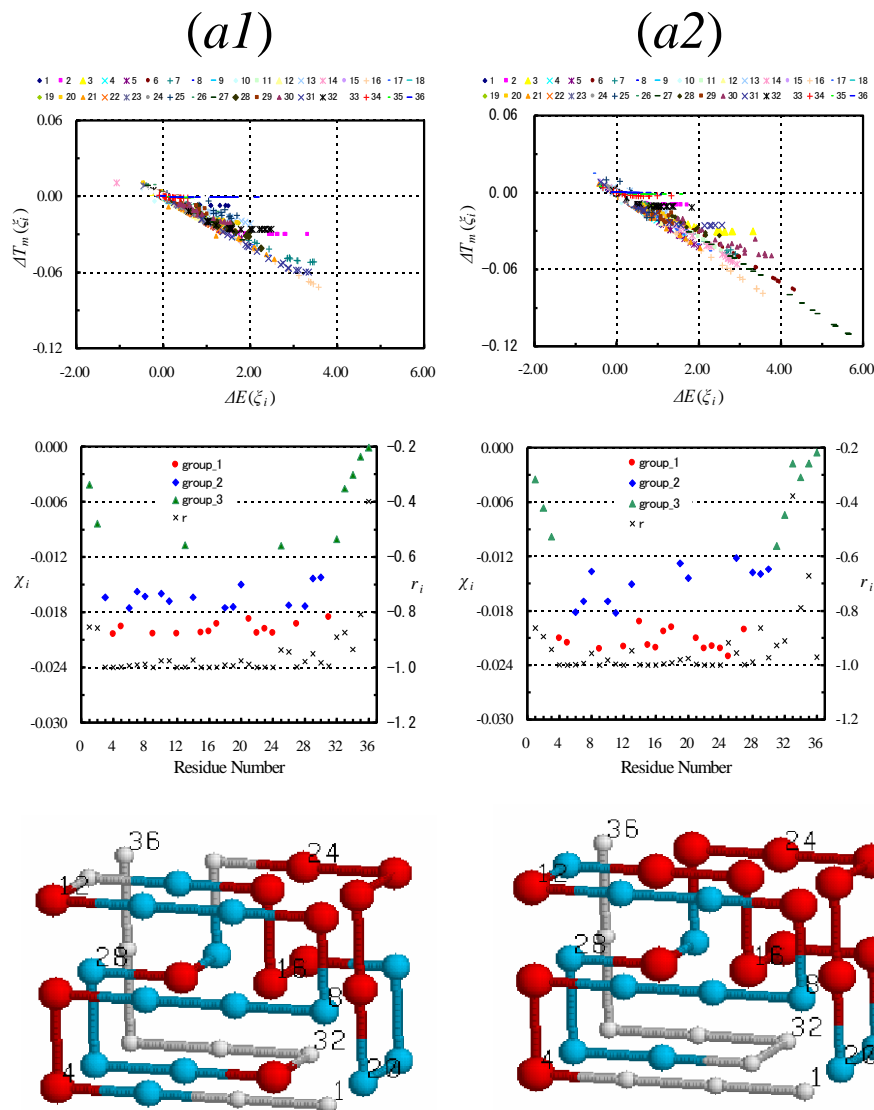 (a1) (a2)
1 2 3 4 5 6 7 8 9 10 11 12 13 14 15 16 17 18
19 20 21 22 23 24 25 26 27 28 29 30 31 32 33 34 35 36
1 2 3 4 5 6 7 8 9 10 11 12 13 14 15 16 17 18
19 20 21 22 23 24 25 26 27 28 29 30 31 32 33 34 35 36
0.06
0.00
-0.06
-0.12
ΔT_m(ξ_i)
-2.00 0.00 2.00 4.00 6.00
ΔE(ξ_i)
0.06
0.00
-0.06
-0.12
ΔT_m(ξ_i)
-2.00 0.00 2.00 4.00 6.00
ΔE(ξ_i)
0.000
-0.006
-0.012
-0.018
-0.024
-0.030
χ_i
group_1
group_2
group_3
r
-0.2
-0.4
-0.6
-0.8
-1.0
-1.2
r_i
0 4 8 12 16 20 24 28 32 36
Residue Number
0.000
-0.006
-0.012
-0.018
-0.024
-0.030
χ_i
group_1
group_2
group_3
r
-0.2
-0.4
-0.6
-0.8
-1.0
-1.2
r_i
0 4 8 12 16 20 24 28 32 36
Residue Number
36
24
12
28
16
8
32
4
20
1
36
24
12
28
16
8
32
4
20
1